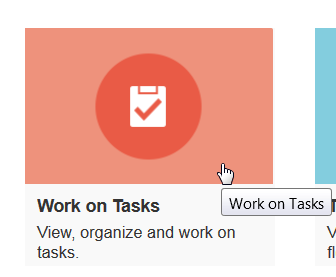 Work on Tasks
Work on Tasks
View, organize and work on
tasks.